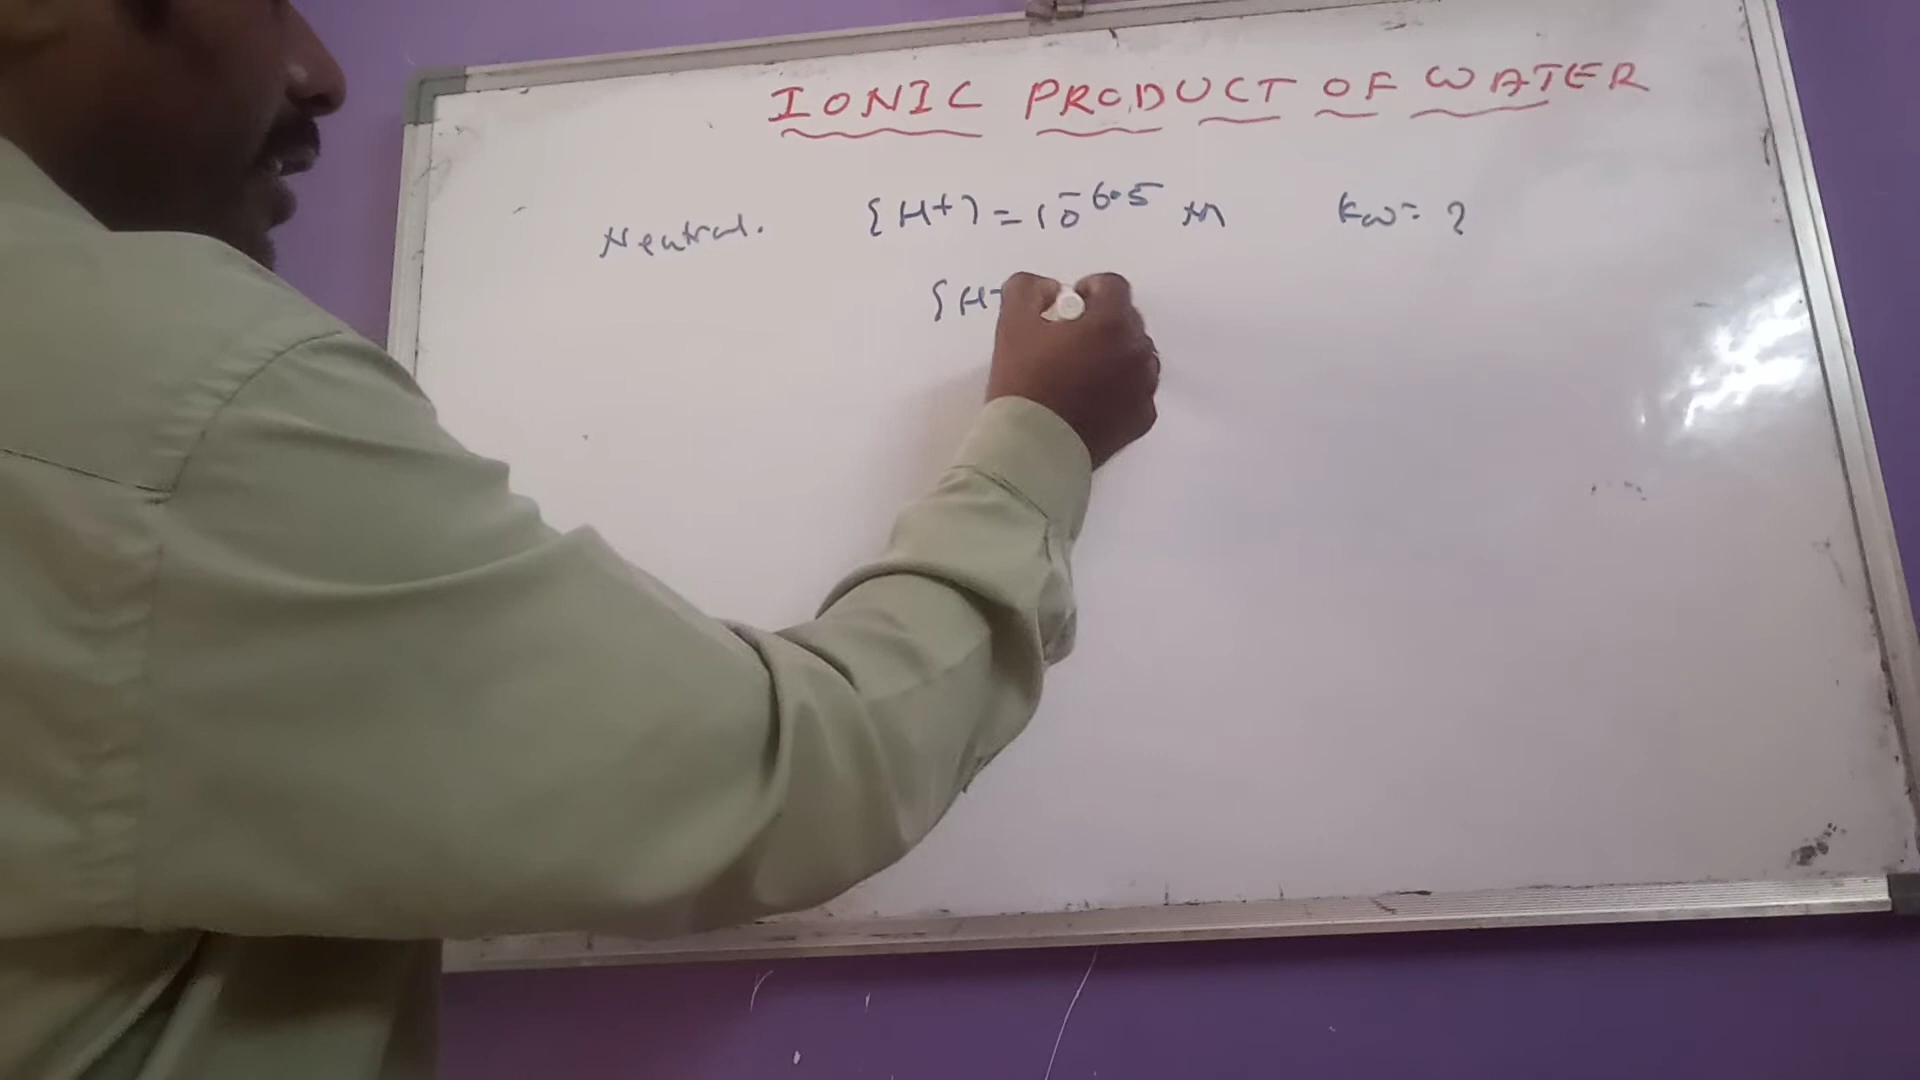 IONIC PRODUCT OF WATER
Neutral. [H+] = 10^-6.5 M Kw = ?
[H+